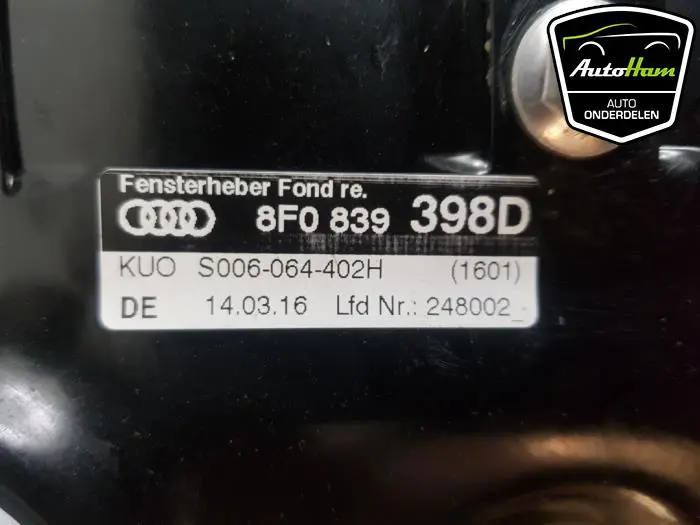 AutoHam
AUTO
ONDERDELEN
Fensterheber Fond re.
8F0 839 398D
KUO S006-064-402H (1601)
DE 14.03.16 Lfd Nr.: 248002_